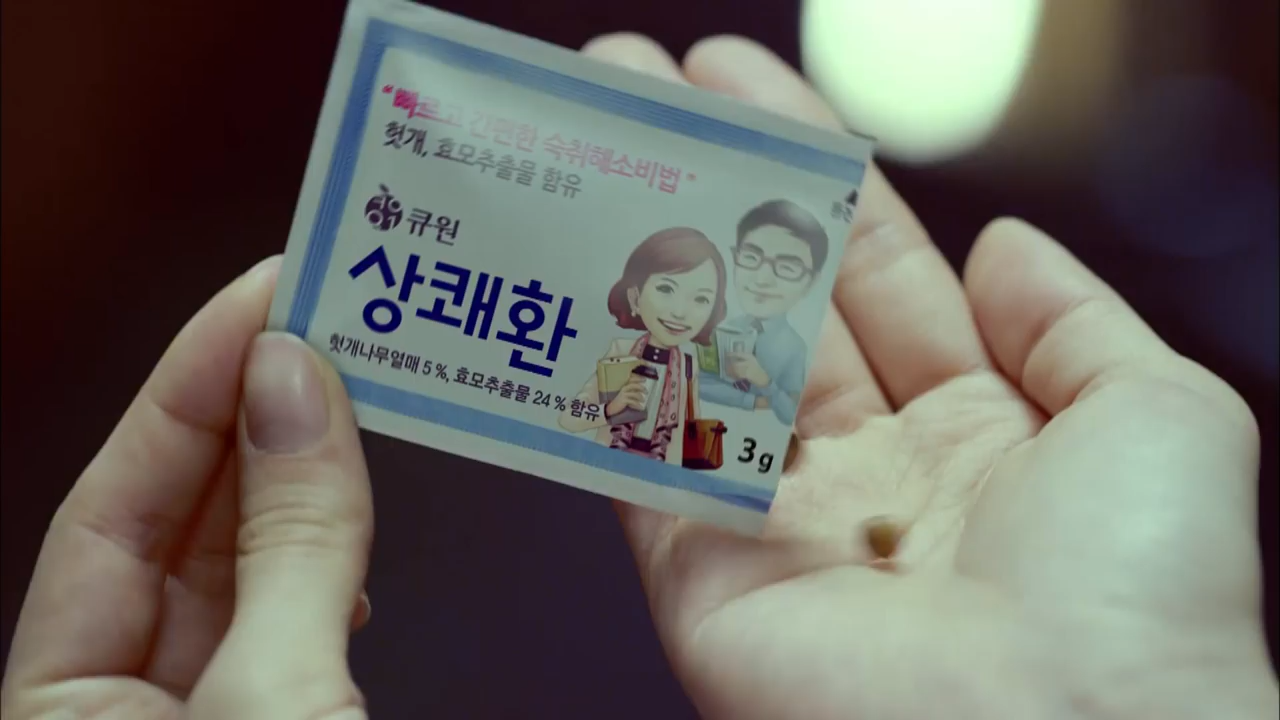 "빠르고 간편한 숙취해소비법"
헛개, 효모추출물 함유
큐원
상쾌환
헛개나무열매 5 %, 효모추출물 24 % 함유
3 g